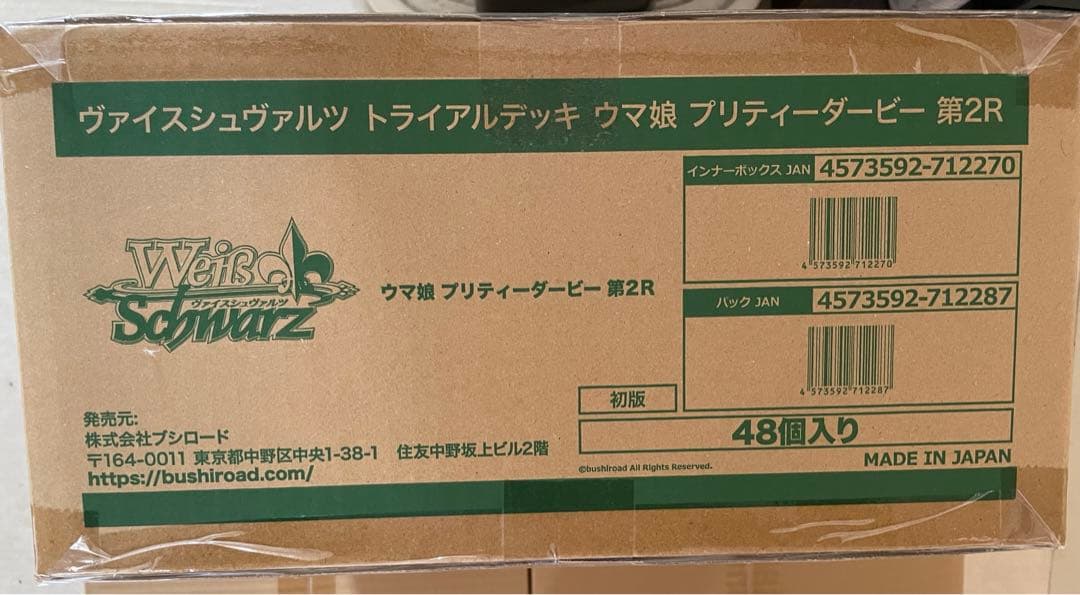 ヴァイスシュヴァルツ トライアルデッキ ウマ娘 プリティーダービー 第2R
インナーボックス JAN 4573592-712270
4 573592 712270
Weiß
ヴァイスシュヴァルツ
Schwarz
ウマ娘 プリティーダービー 第2R
パック JAN 4573592-712287
4 573592 712287
初版
48個入り
発売元:
株式会社ブシロード
〒164-0011 東京都中野区中央1-38-1 住友中野坂上ビル2階
https://bushiroad.com/
©bushiroad All Rights Reserved.
MADE IN JAPAN